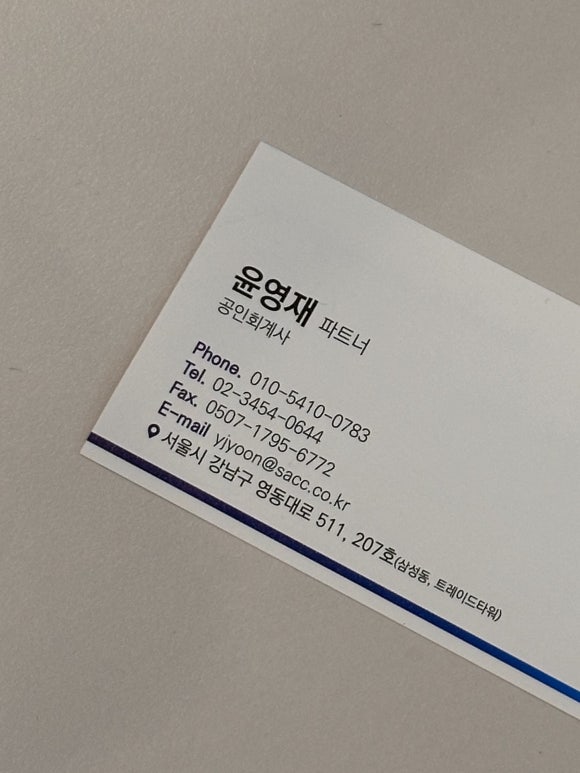 윤영재 파트너
공인회계사
Phone. 010-5410-0783
Tel. 02-3454-0644
Fax. 0507-1795-6772
E-mail yjyoon@sacc.co.kr
서울시 강남구 영동대로 511, 207호(삼성동, 트레이드타워)